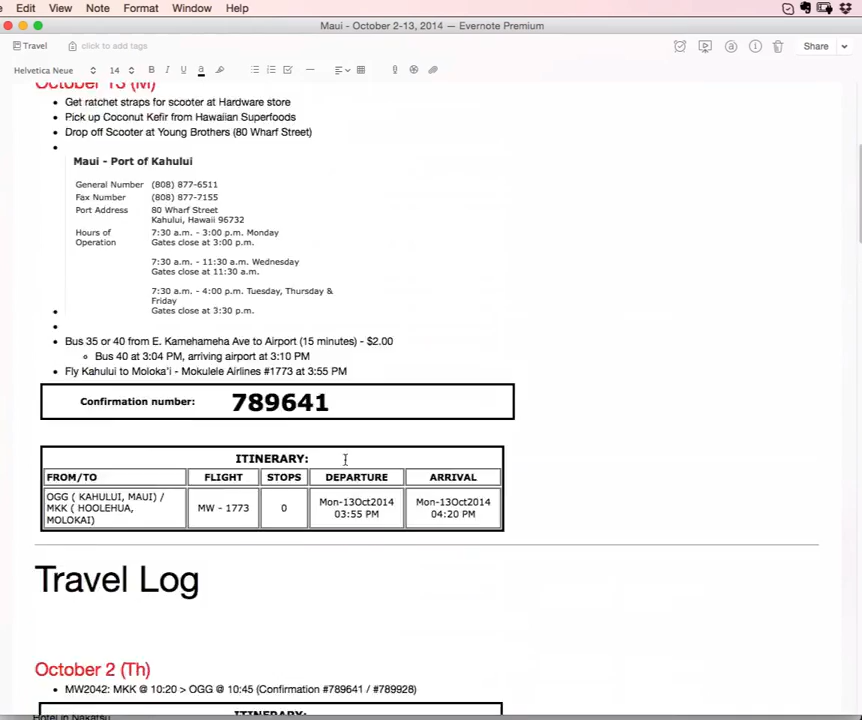 Edit View Note Format Window Help
Maui - October 2-13, 2014 — Evernote Premium
Travel click to add tags Share
Helvetica Neue 14 B I U a
October 13 (M)
Get ratchet straps for scooter at Hardware store
Pick up Coconut Kefir from Hawaiian Superfoods
Drop off Scooter at Young Brothers (80 Wharf Street)
Maui - Port of Kahului
General Number (808) 877-6511
Fax Number (808) 877-7155
Port Address 80 Wharf Street
Kahului, Hawaii 96732
Hours of 7:30 a.m. - 3:00 p.m. Monday
Operation Gates close at 3:00 p.m.
7:30 a.m. - 11:30 a.m. Wednesday
Gates close at 11:30 a.m.
7:30 a.m. - 4:00 p.m. Tuesday, Thursday &
Friday
Gates close at 3:30 p.m.
Bus 35 or 40 from E. Kamehameha Ave to Airport (15 minutes) - $2.00
Bus 40 at 3:04 PM, arriving airport at 3:10 PM
Fly Kahului to Moloka'i - Mokulele Airlines #1773 at 3:55 PM
Confirmation number: 789641
ITINERARY:
FROM/TO FLIGHT STOPS DEPARTURE ARRIVAL
OGG ( KAHULUI, MAUI) /
MKK ( HOOLEHUA,
MOLOKAI)
MW - 1773
0
Mon-13Oct2014
03:55 PM
Mon-13Oct2014
04:20 PM
Travel Log
October 2 (Th)
MW2042: MKK @ 10:20 > OGG @ 10:45 (Confirmation #789641 / #789928)
ITINERARY:
Hotel in Nakatsu